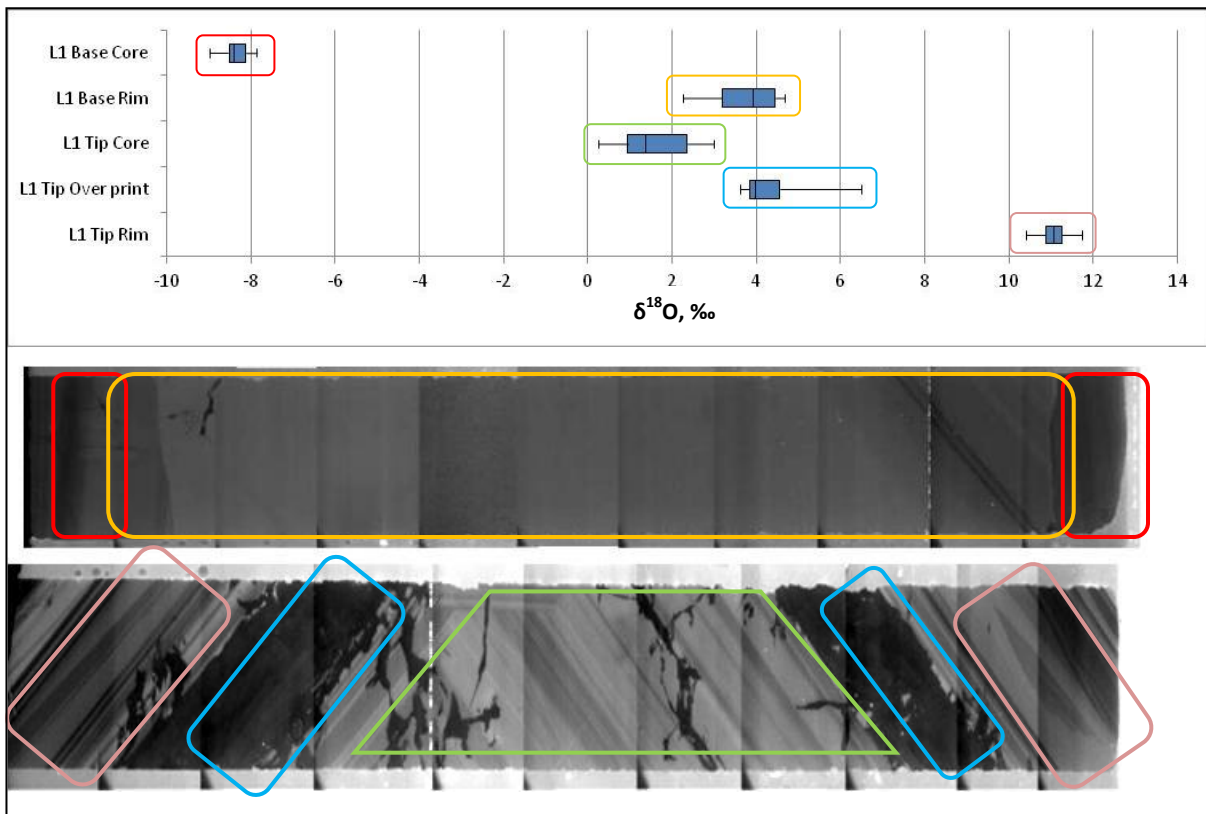 L1 Base Core
L1 Base Rim
L1 Tip Core
L1 Tip Over print
L1 Tip Rim
-10 -8 -6 -4 -2 0 2 4 6 8 10 12 14
δ¹⁸O, ‰